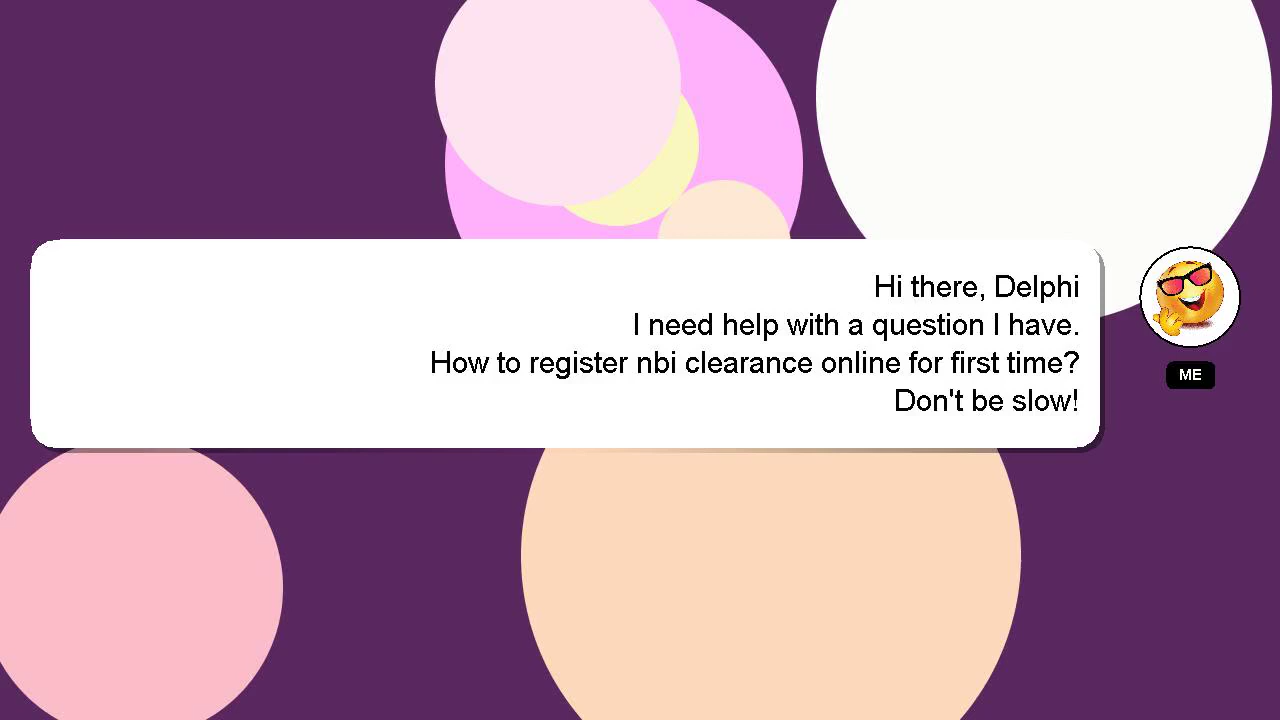 Hi there, Delphi
I need help with a question I have.
How to register nbi clearance online for first time?
Don't be slow!
ME